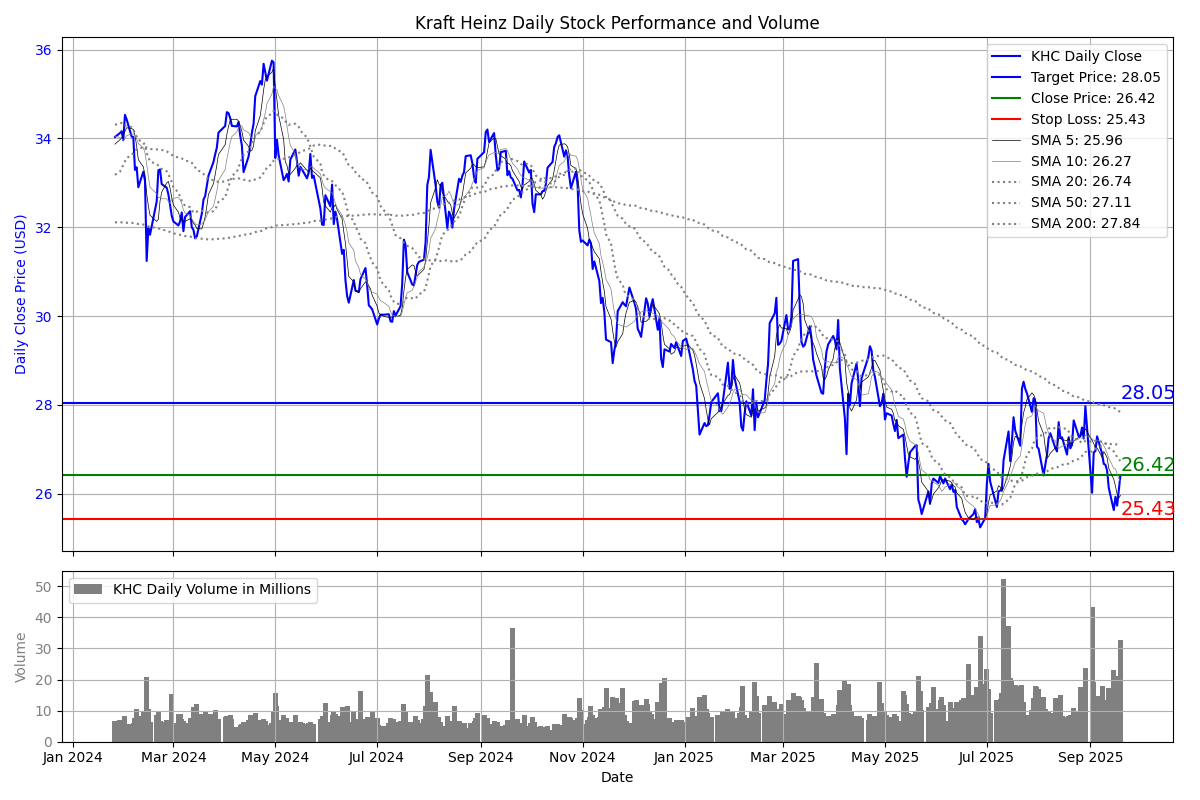 Kraft Heinz Daily Stock Performance and Volume
36
34
32
30
28
26
Daily Close Price (USD)
KHC Daily Close
Target Price: 28.05
Close Price: 26.42
Stop Loss: 25.43
SMA 5: 25.96
SMA 10: 26.27
SMA 20: 26.74
SMA 50: 27.11
SMA 200: 27.84
28.05
26.42
25.43
50
40
30
20
10
0
Volume
KHC Daily Volume in Millions
Jan 2024 Mar 2024 May 2024 Jul 2024 Sep 2024 Nov 2024 Jan 2025 Mar 2025 May 2025 Jul 2025 Sep 2025
Date